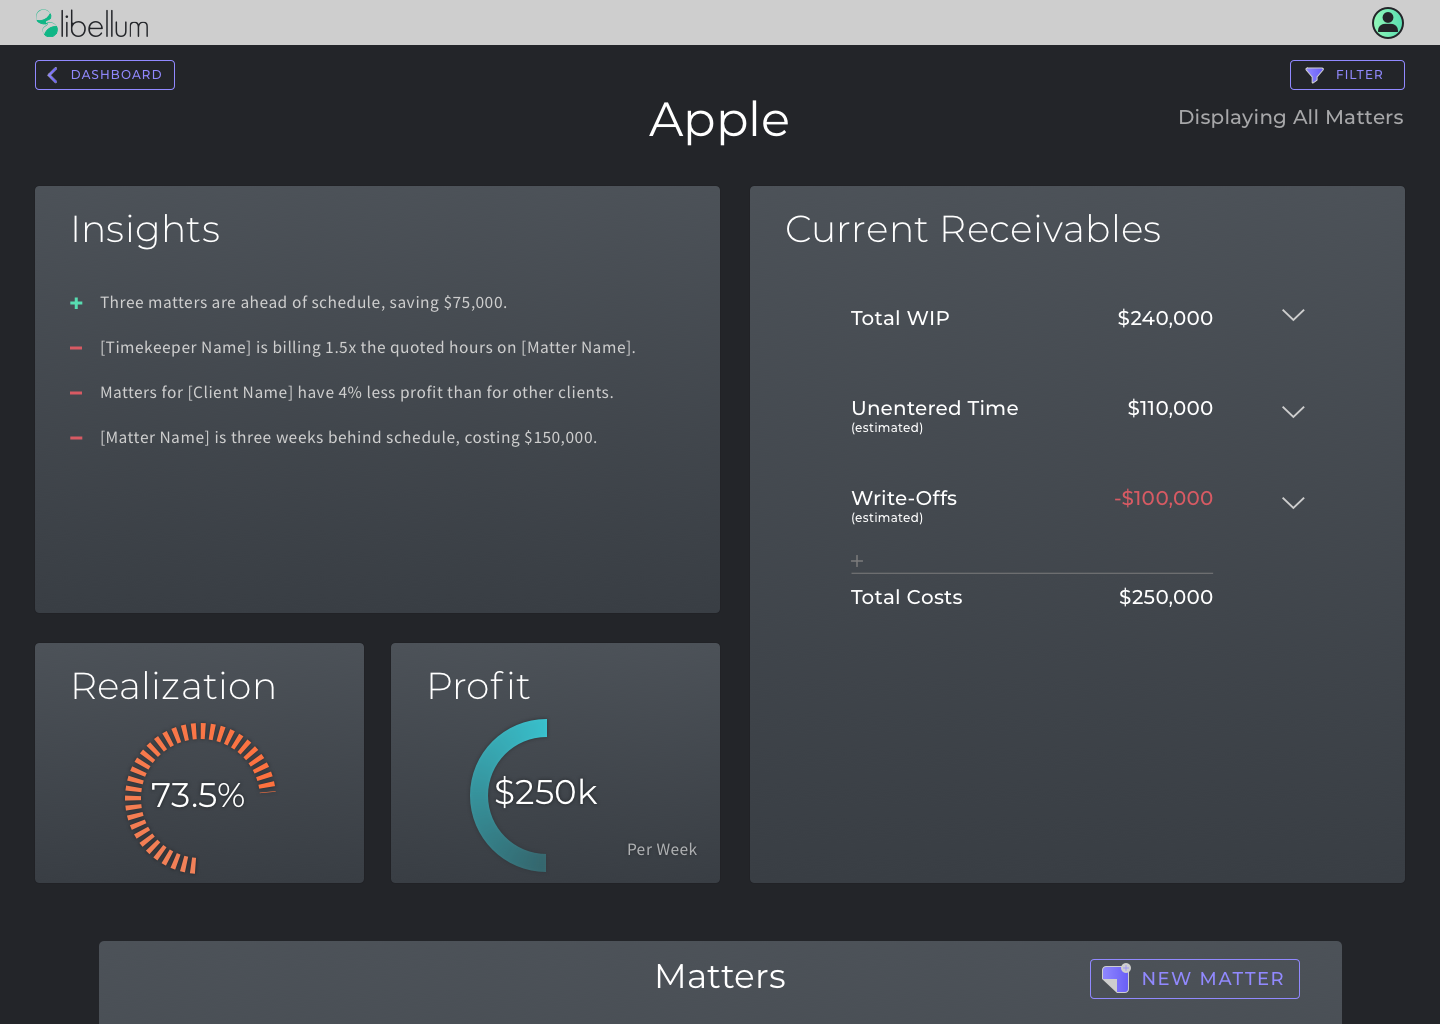 libellum
DASHBOARD
FILTER
Apple
Displaying All Matters
Insights
+ Three matters are ahead of schedule, saving $75,000.
− [Timekeeper Name] is billing 1.5x the quoted hours on [Matter Name].
− Matters for [Client Name] have 4% less profit than for other clients.
− [Matter Name] is three weeks behind schedule, costing $150,000.
Current Receivables
Total WIP $240,000
Unentered Time $110,000
(estimated)
Write-Offs -$100,000
(estimated)
+
Total Costs $250,000
Realization
73.5%
Profit
$250k
Per Week
Matters
NEW MATTER